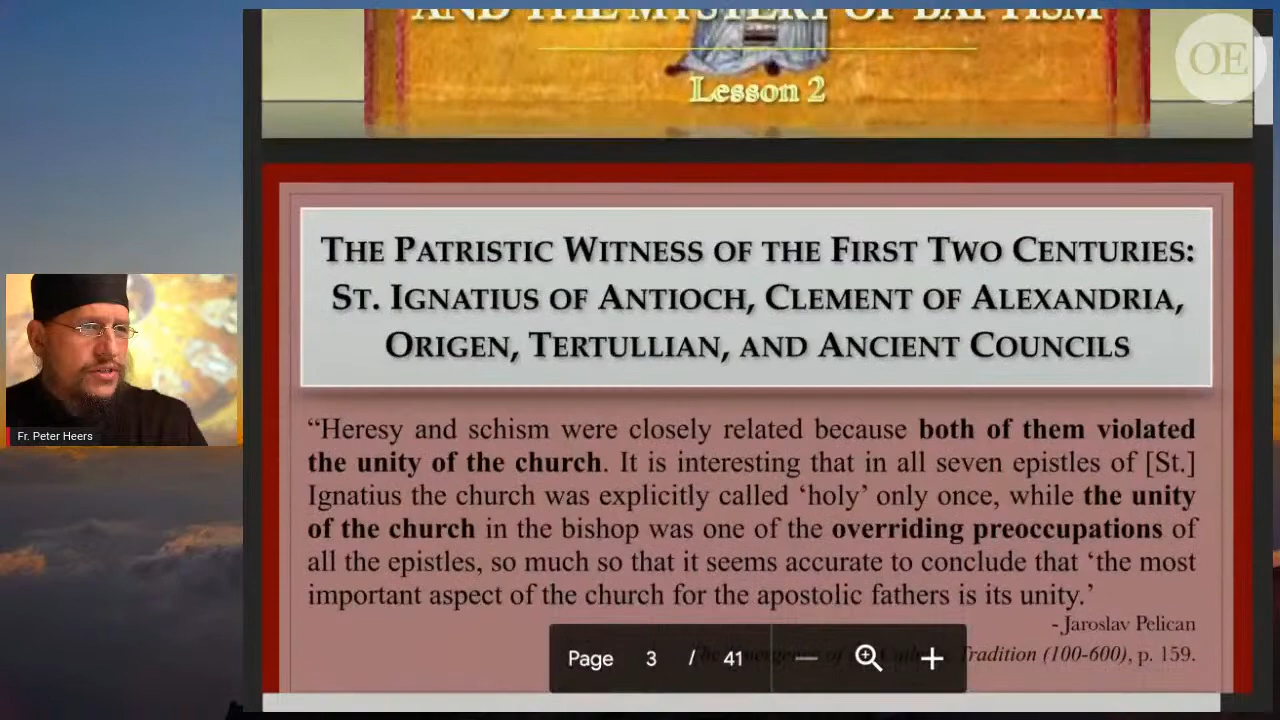 AND THE MYSTERY OF BAPTISM
OE
Lesson 2
THE PATRISTIC WITNESS OF THE FIRST TWO CENTURIES:
ST. IGNATIUS OF ANTIOCH, CLEMENT OF ALEXANDRIA,
ORIGEN, TERTULLIAN, AND ANCIENT COUNCILS
“Heresy and schism were closely related because both of them violated
the unity of the church. It is interesting that in all seven epistles of [St.]
Ignatius the church was explicitly called ‘holy’ only once, while the unity
of the church in the bishop was one of the overriding preoccupations of
all the epistles, so much so that it seems accurate to conclude that ‘the most
important aspect of the church for the apostolic fathers is its unity.’
- Jaroslav Pelican
Tradition (100-600), p. 159.
Page 3 / 41
Fr. Peter Heers